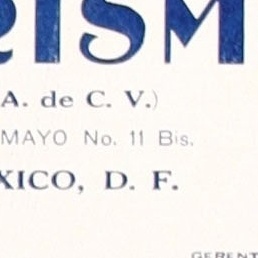 RISM
A. de C. V.)
MAYO No. 11 Bis.
XICO, D. F.
GERENT